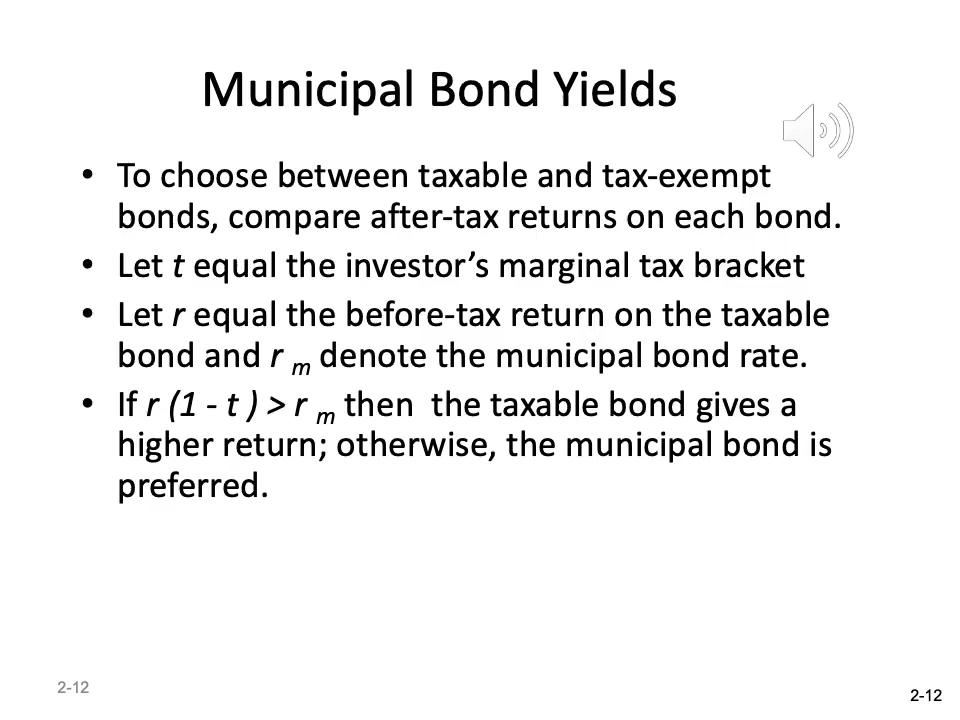 Municipal Bond Yields
• To choose between taxable and tax-exempt
bonds, compare after-tax returns on each bond.
• Let t equal the investor’s marginal tax bracket
• Let r equal the before-tax return on the taxable
bond and r m denote the municipal bond rate.
• If r (1 - t ) > r m then  the taxable bond gives a
higher return; otherwise, the municipal bond is
preferred.
2-12
2-12